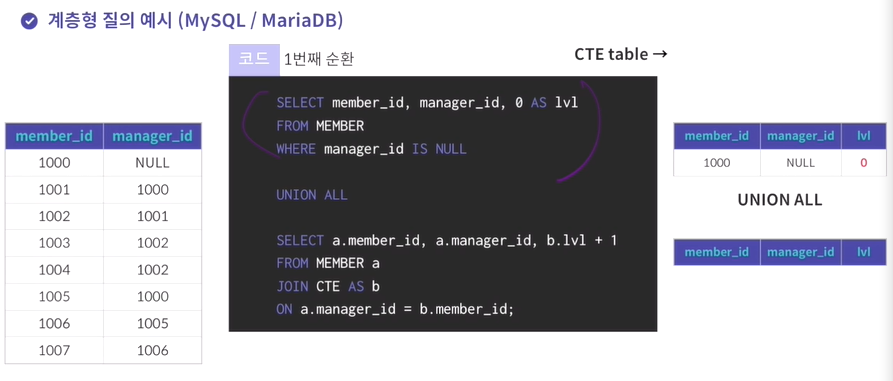 계층형 질의 예시 (MySQL / MariaDB)
코드 1번째 순환
CTE table →
member_id manager_id
1000 NULL
1001 1000
1002 1001
1003 1002
1004 1002
1005 1000
1006 1005
1007 1006
SELECT member_id, manager_id, 0 AS lvl
FROM MEMBER
WHERE manager_id IS NULL
UNION ALL
SELECT a.member_id, a.manager_id, b.lvl + 1
FROM MEMBER a
JOIN CTE AS b
ON a.manager_id = b.member_id;
member_id manager_id lvl
1000 NULL 0
UNION ALL
member_id manager_id lvl